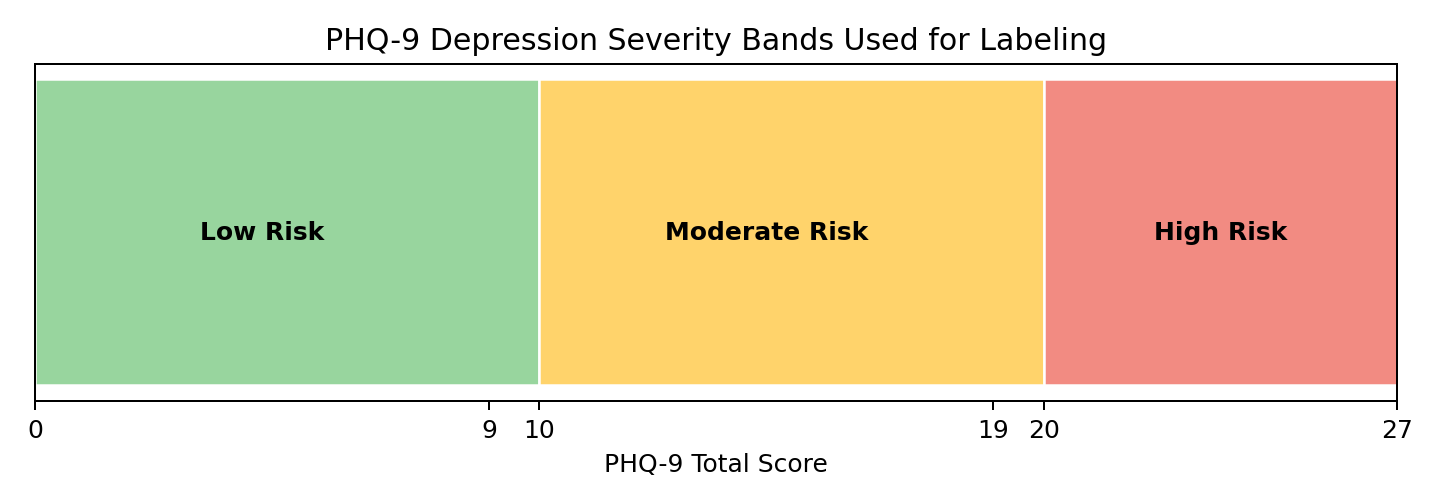 PHQ-9 Depression Severity Bands Used for Labeling
Low Risk Moderate Risk High Risk
0 9 10 19 20 27
PHQ-9 Total Score